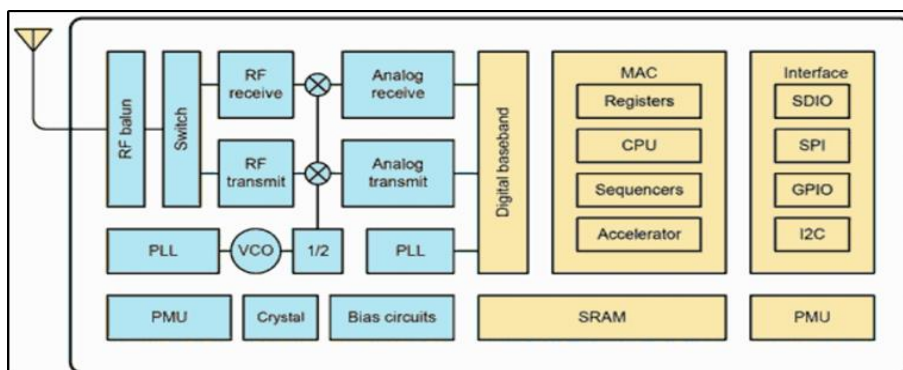 RF balun
Switch
RF
receive
Analog
receive
RF
transmit
Analog
transmit
PLL
VCO
1/2
PLL
Digital baseband
MAC
Registers
CPU
Sequencers
Accelerator
Interface
SDIO
SPI
GPIO
I2C
PMU
Crystal
Bias circuits
SRAM
PMU